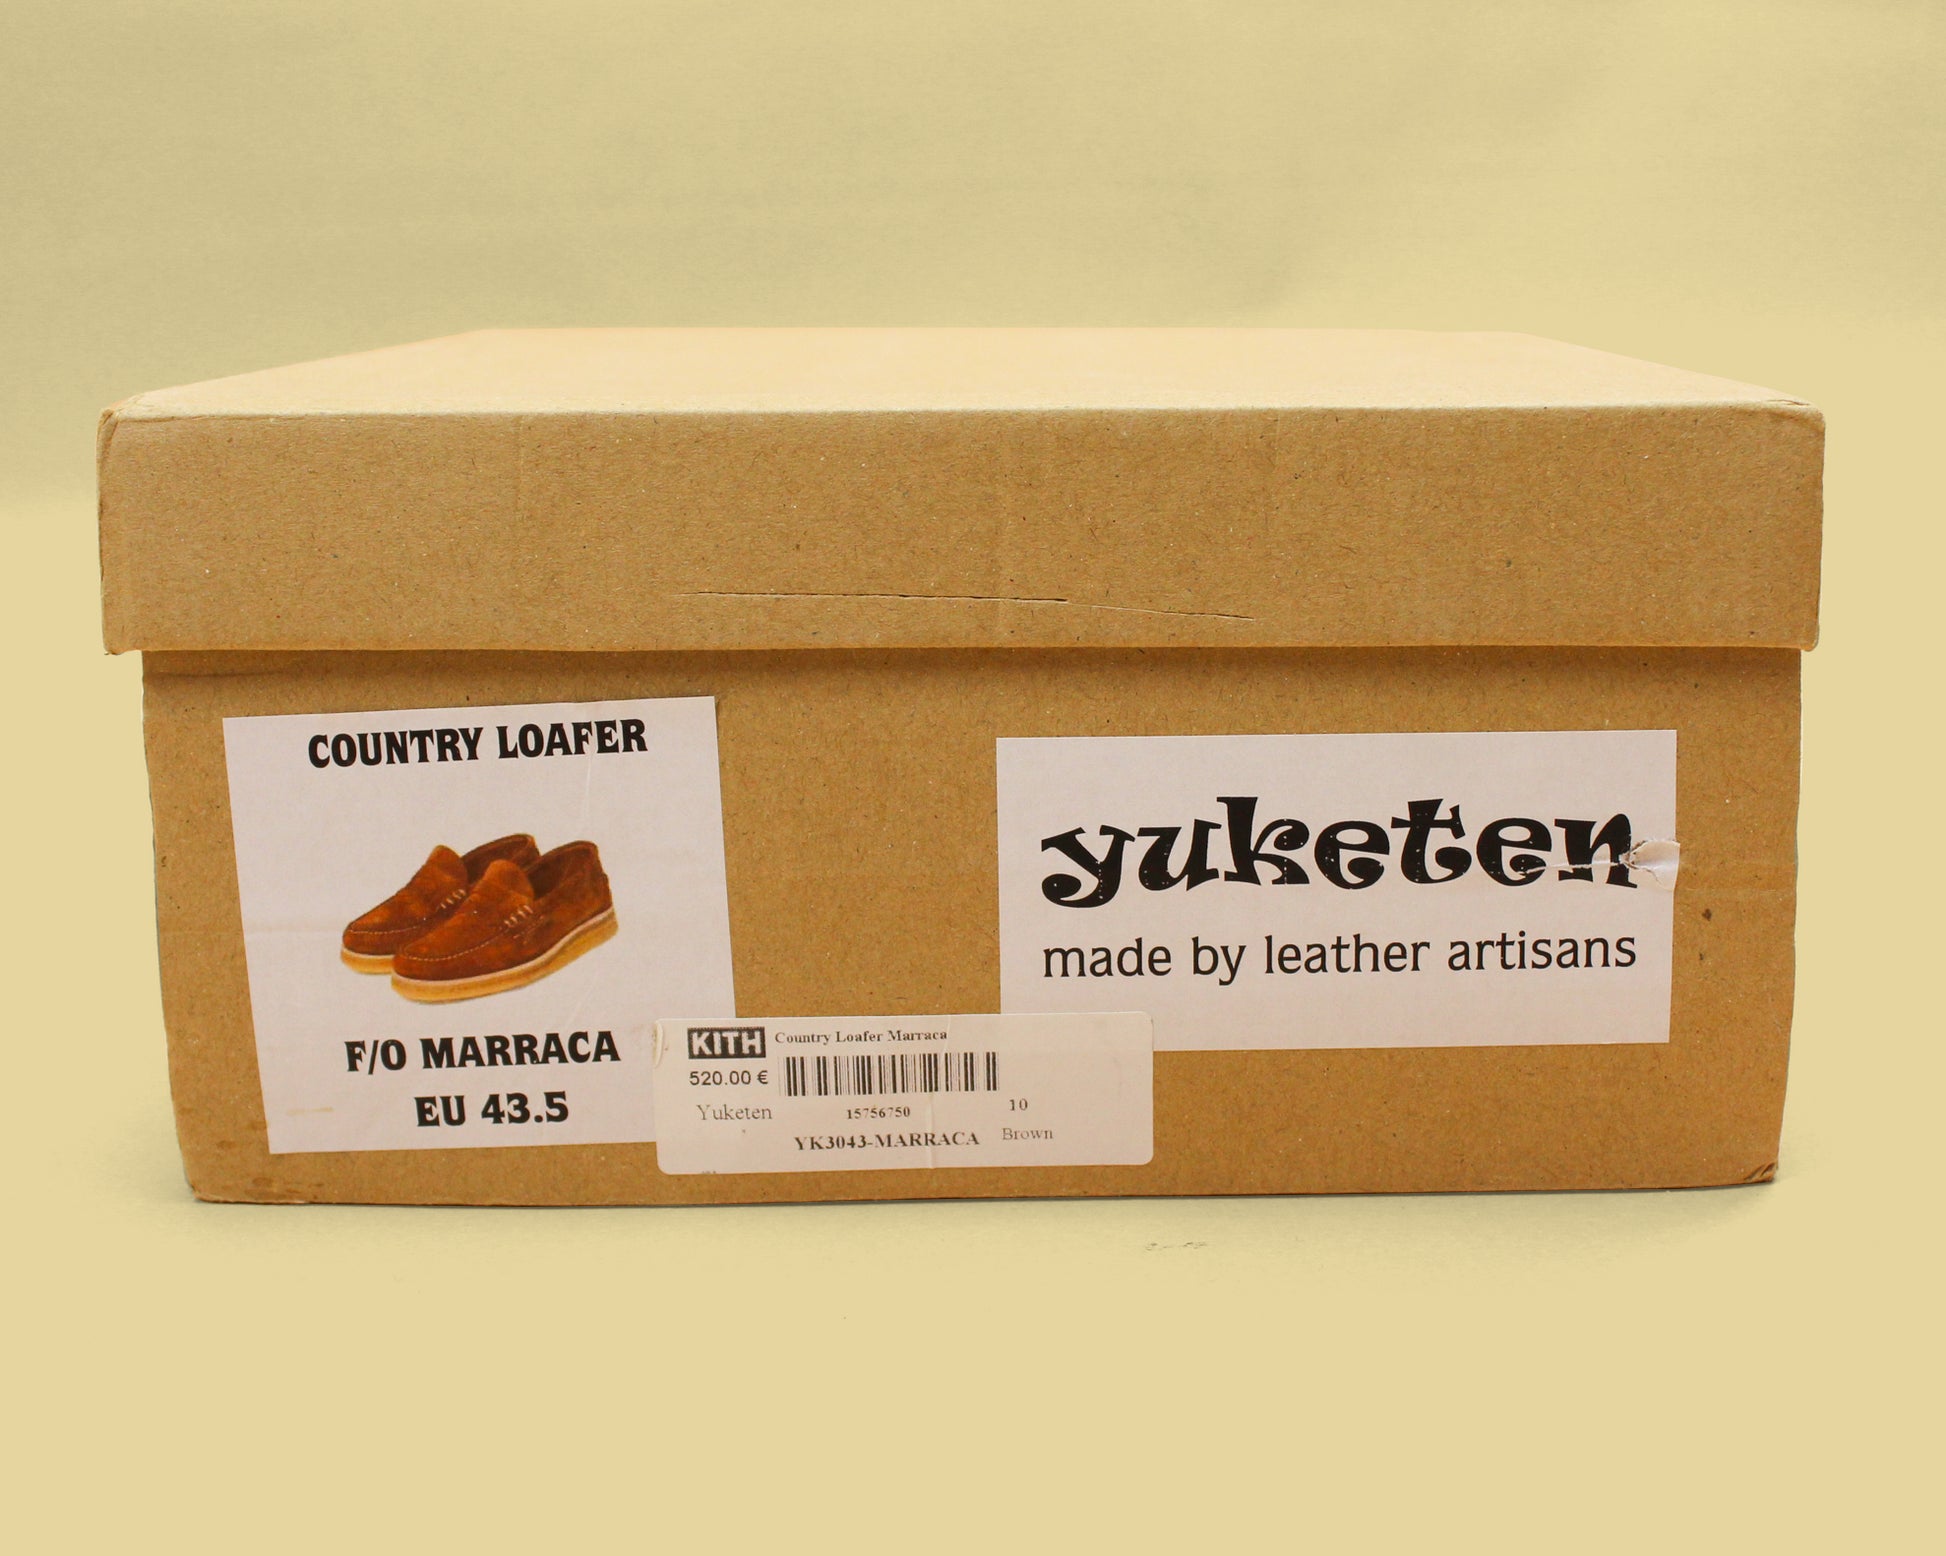 COUNTRY LOAFER
F/O MARRACA
EU 43.5
yuketen
made by leather artisans
KITH Country Loafer Marraca
520.00 €
Yuketen 15756750 10
YK3043-MARRACA Brown